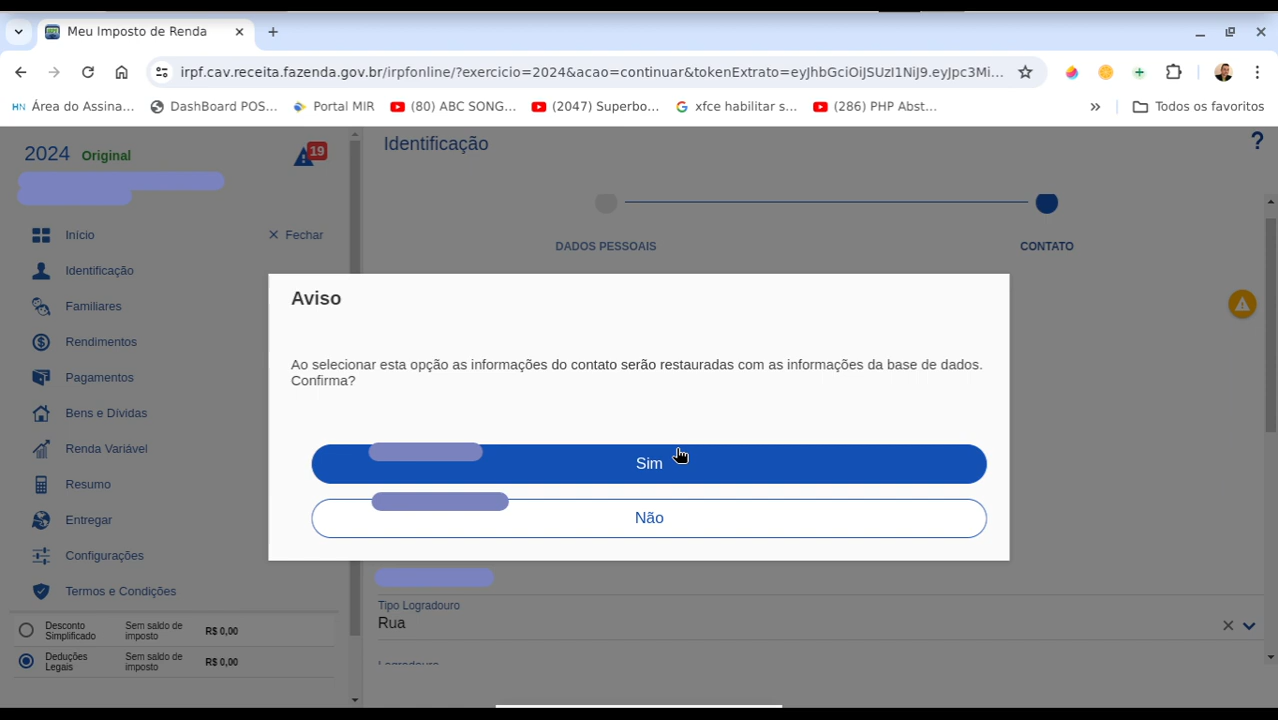 Meu Imposto de Renda
irpf.cav.receita.fazenda.gov.br/irpfonline/?exercicio=2024&acao=continuar&tokenExtrato=eyJhbGciOiJSUzI1NiJ9.eyJpc3Mi...
Área do Assina...
DashBoard POS...
Portal MIR
(80) ABC SONG...
(2047) Superbo...
xfce habilitar s...
(286) PHP Abst...
»
Todos os favoritos
2024 Original
19
Início
Fechar
Identificação
Familiares
Rendimentos
Pagamentos
Bens e Dívidas
Renda Variável
Resumo
Entregar
Configurações
Termos e Condições
Desconto Simplificado
Sem saldo de imposto
R$ 0,00
Deduções Legais
Sem saldo de imposto
R$ 0,00
Identificação
?
DADOS PESSOAIS
CONTATO
Aviso
Ao selecionar esta opção as informações do contato serão restauradas com as informações da base de dados.
Confirma?
Sim
Não
Tipo Logradouro
Rua
Logradouro